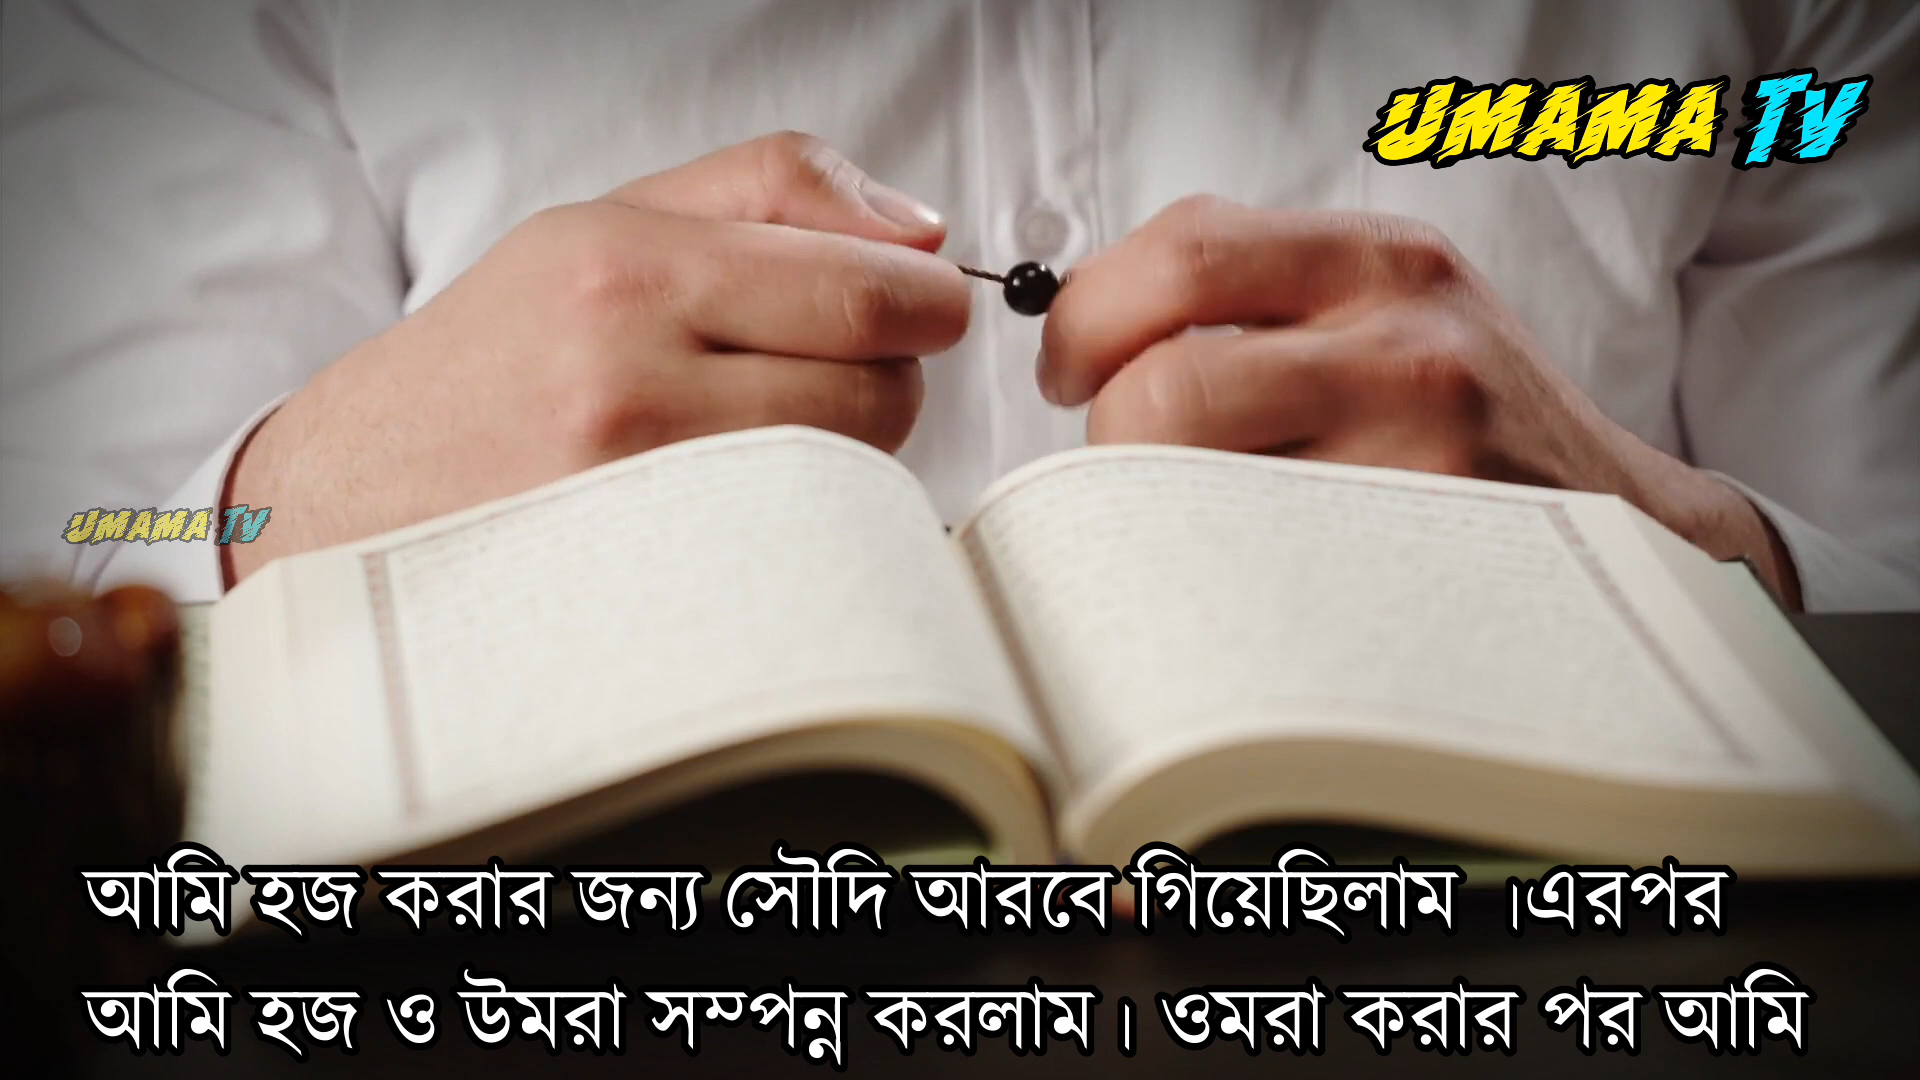 UMAMA TV
UMAMA TV
আমি হজ করার জন্য সৌদি আরবে গিয়েছিলাম ।এরপর
আমি হজ ও উমরা সম্পন্ন করলাম। ওমরা করার পর আমি